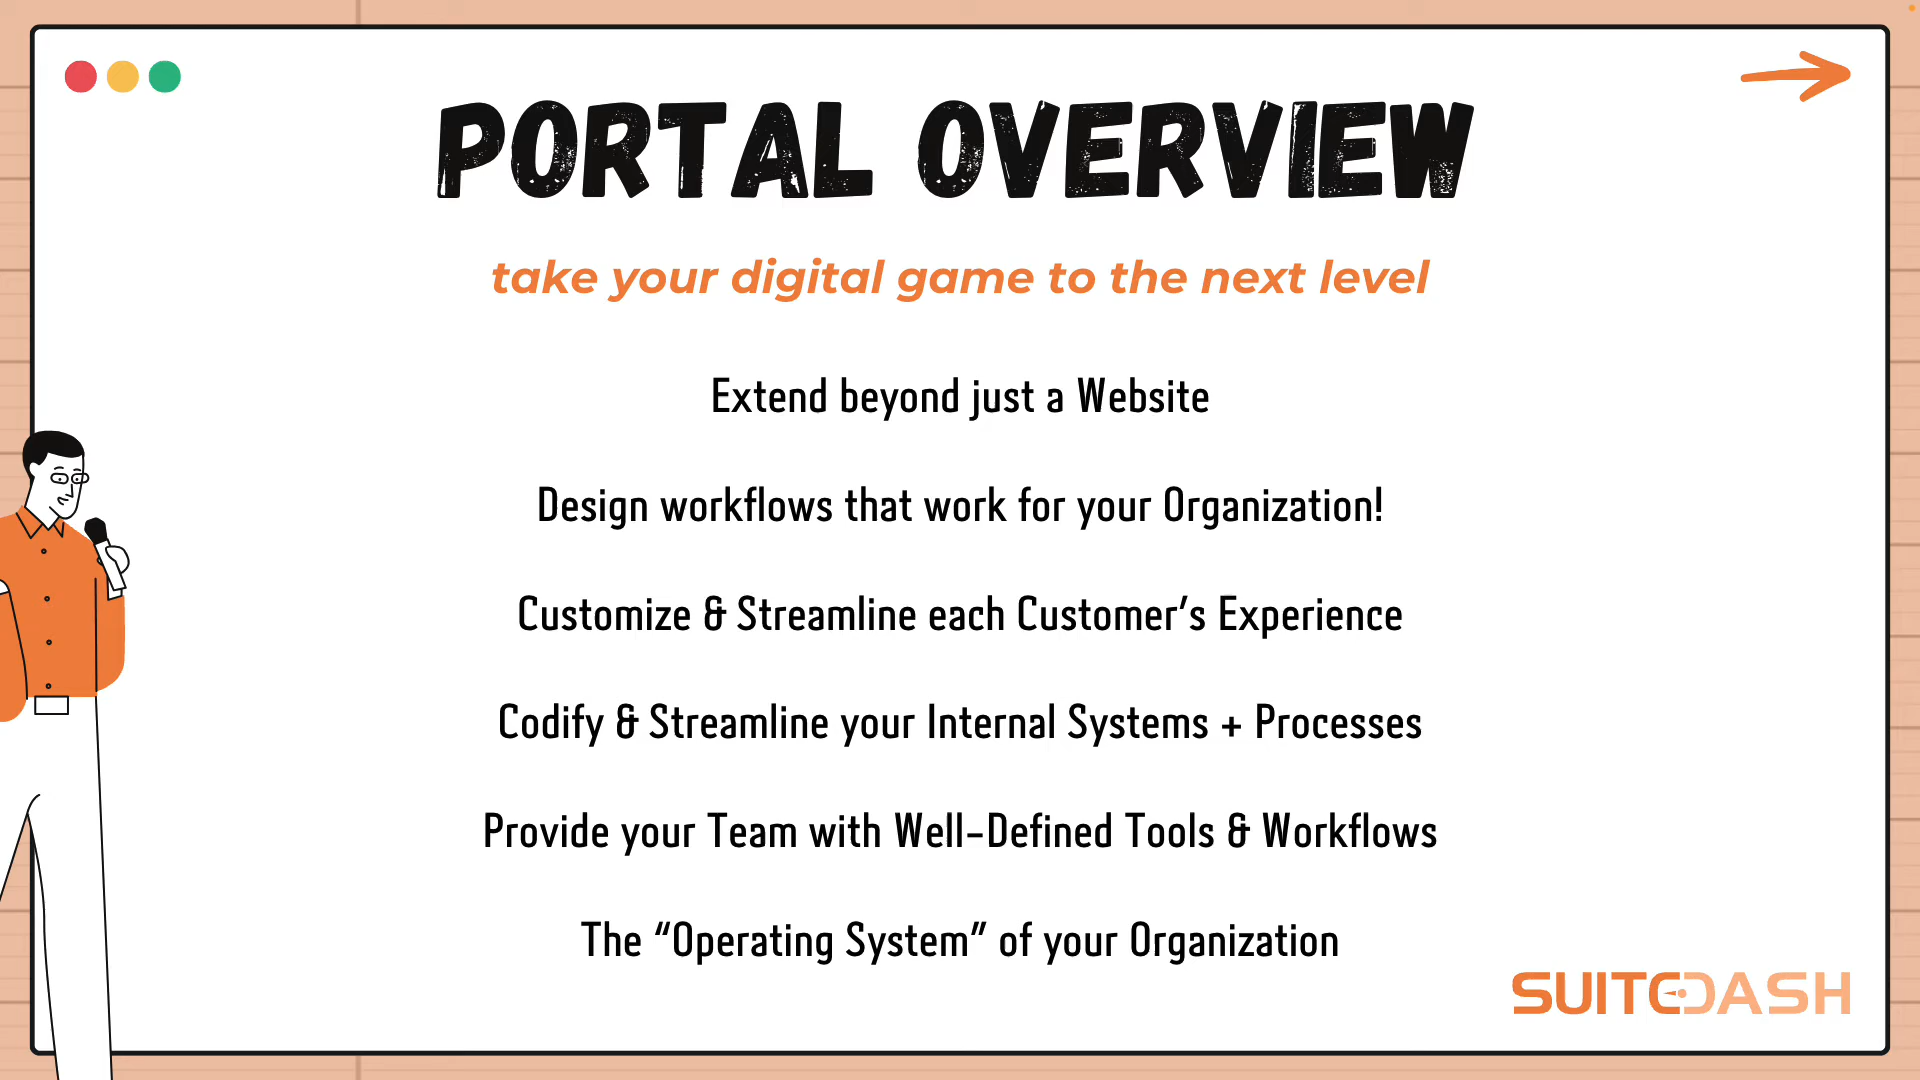 PORTAL OVERVIEW
take your digital game to the next level
Extend beyond just a Website
Design workflows that work for your Organization!
Customize & Streamline each Customer’s Experience
Codify & Streamline your Internal Systems + Processes
Provide your Team with Well-Defined Tools & Workflows
The “Operating System” of your Organization
SUITEDASH